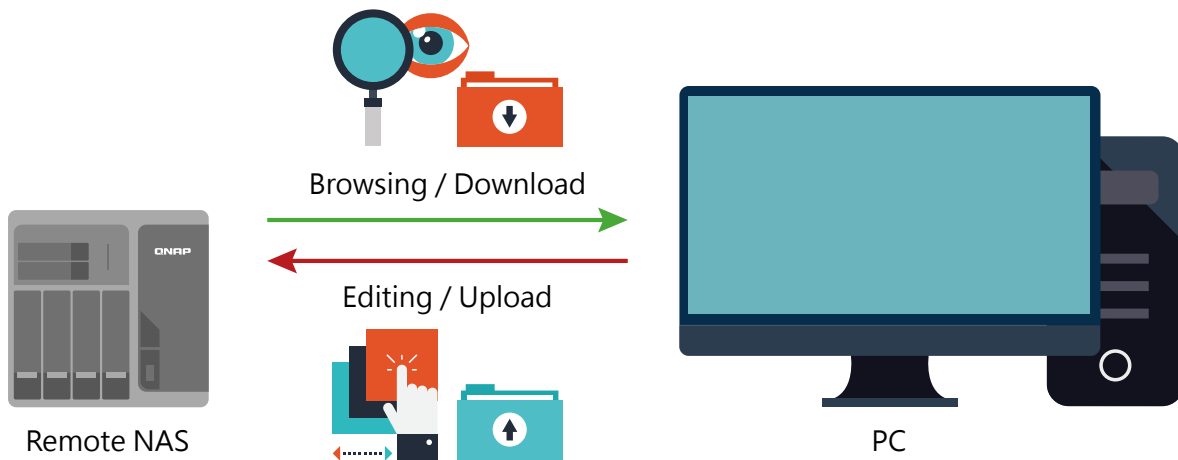 Browsing / Download
QNAP
Editing / Upload
Remote NAS
PC